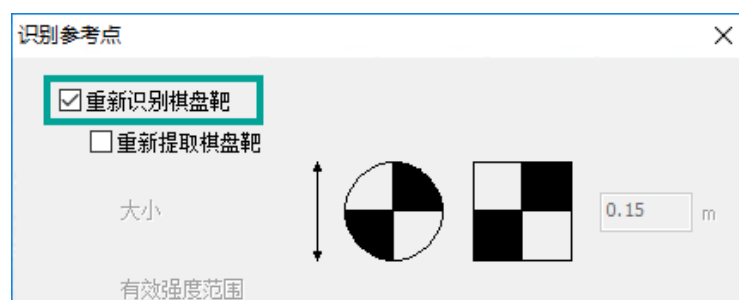 识别参考点
重新识别棋盘靶
重新提取棋盘靶
大小
0.15 m
有效强度范围